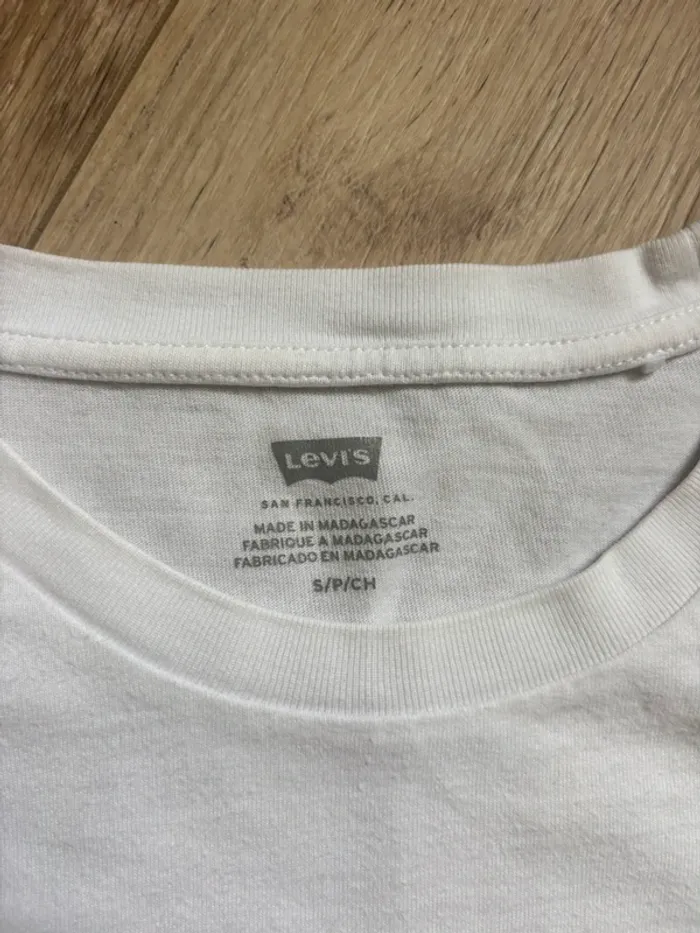 Levi's
SAN FRANCISCO, CAL.
MADE IN MADAGASCAR
FABRIQUE A MADAGASCAR
FABRICADO EN MADAGASCAR
S/P/CH